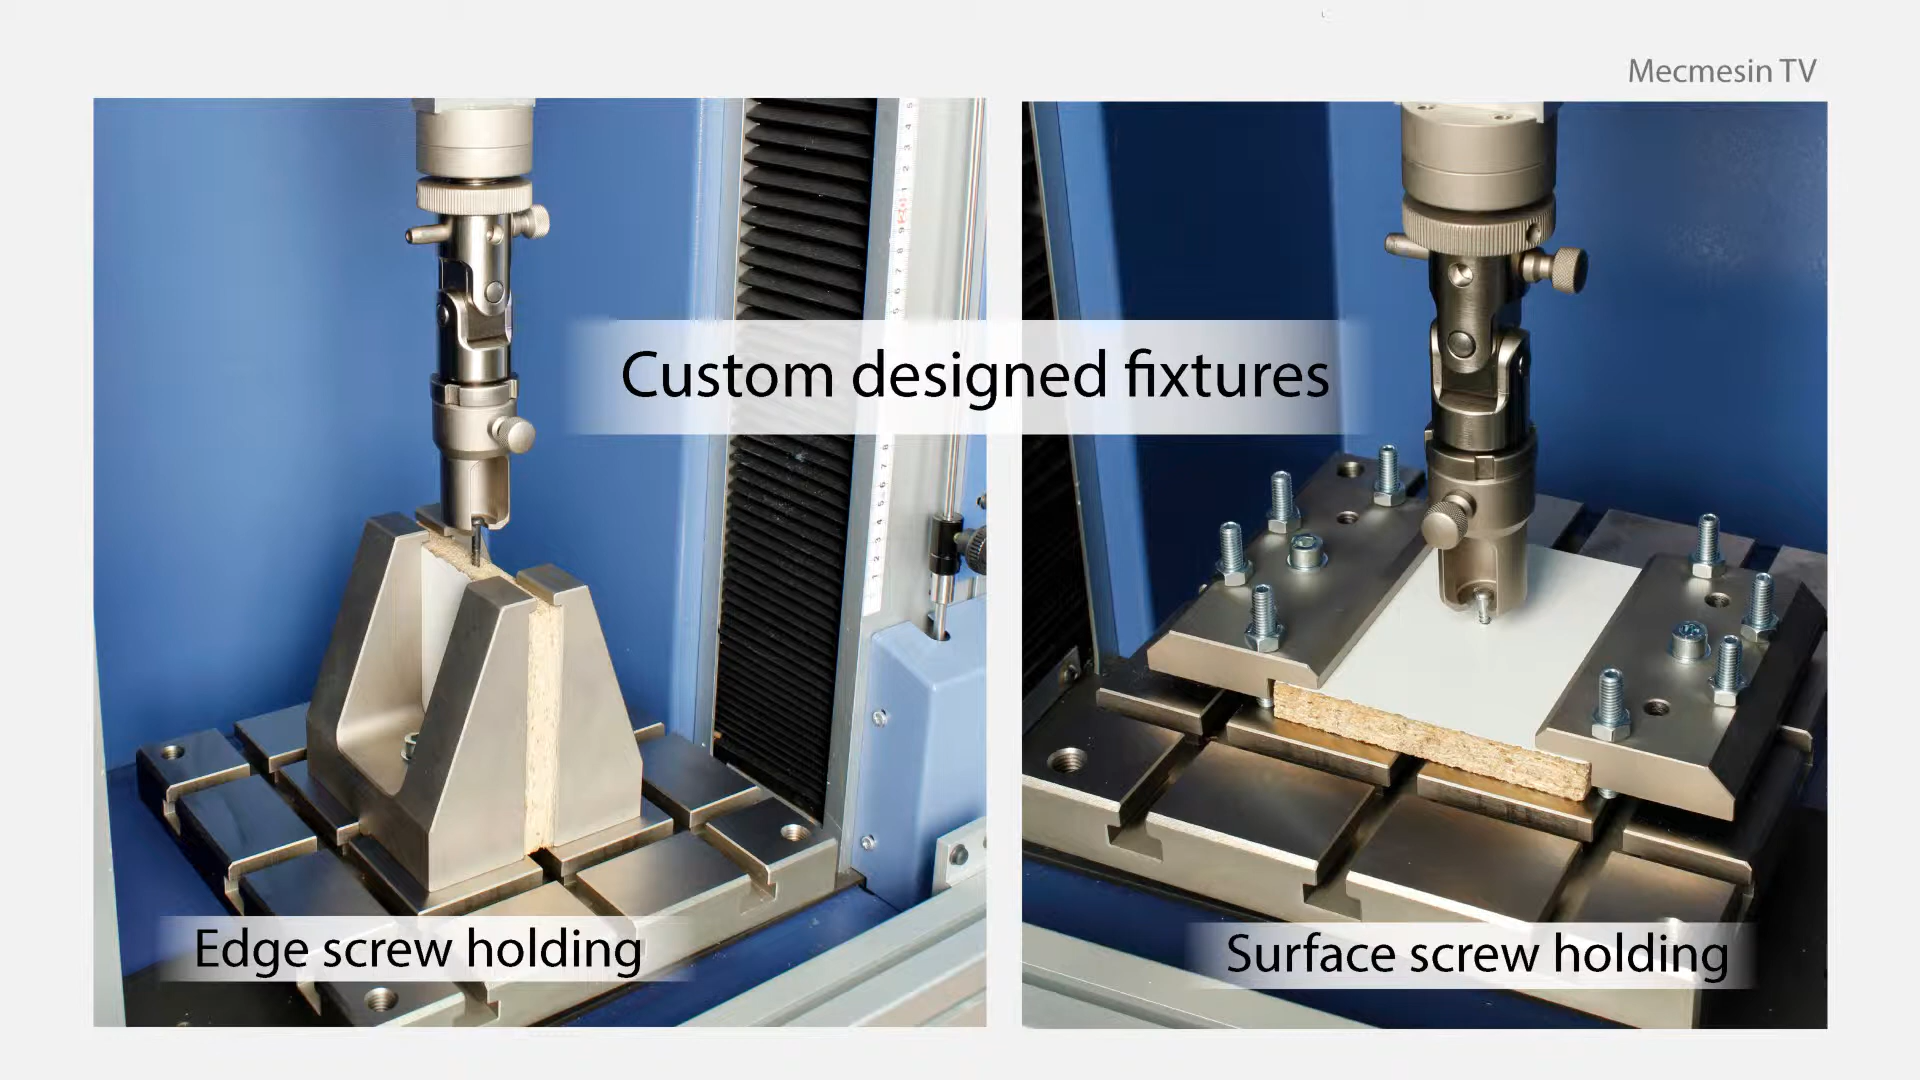 Mecmesin TV
Custom designed fixtures
Edge screw holding
Surface screw holding